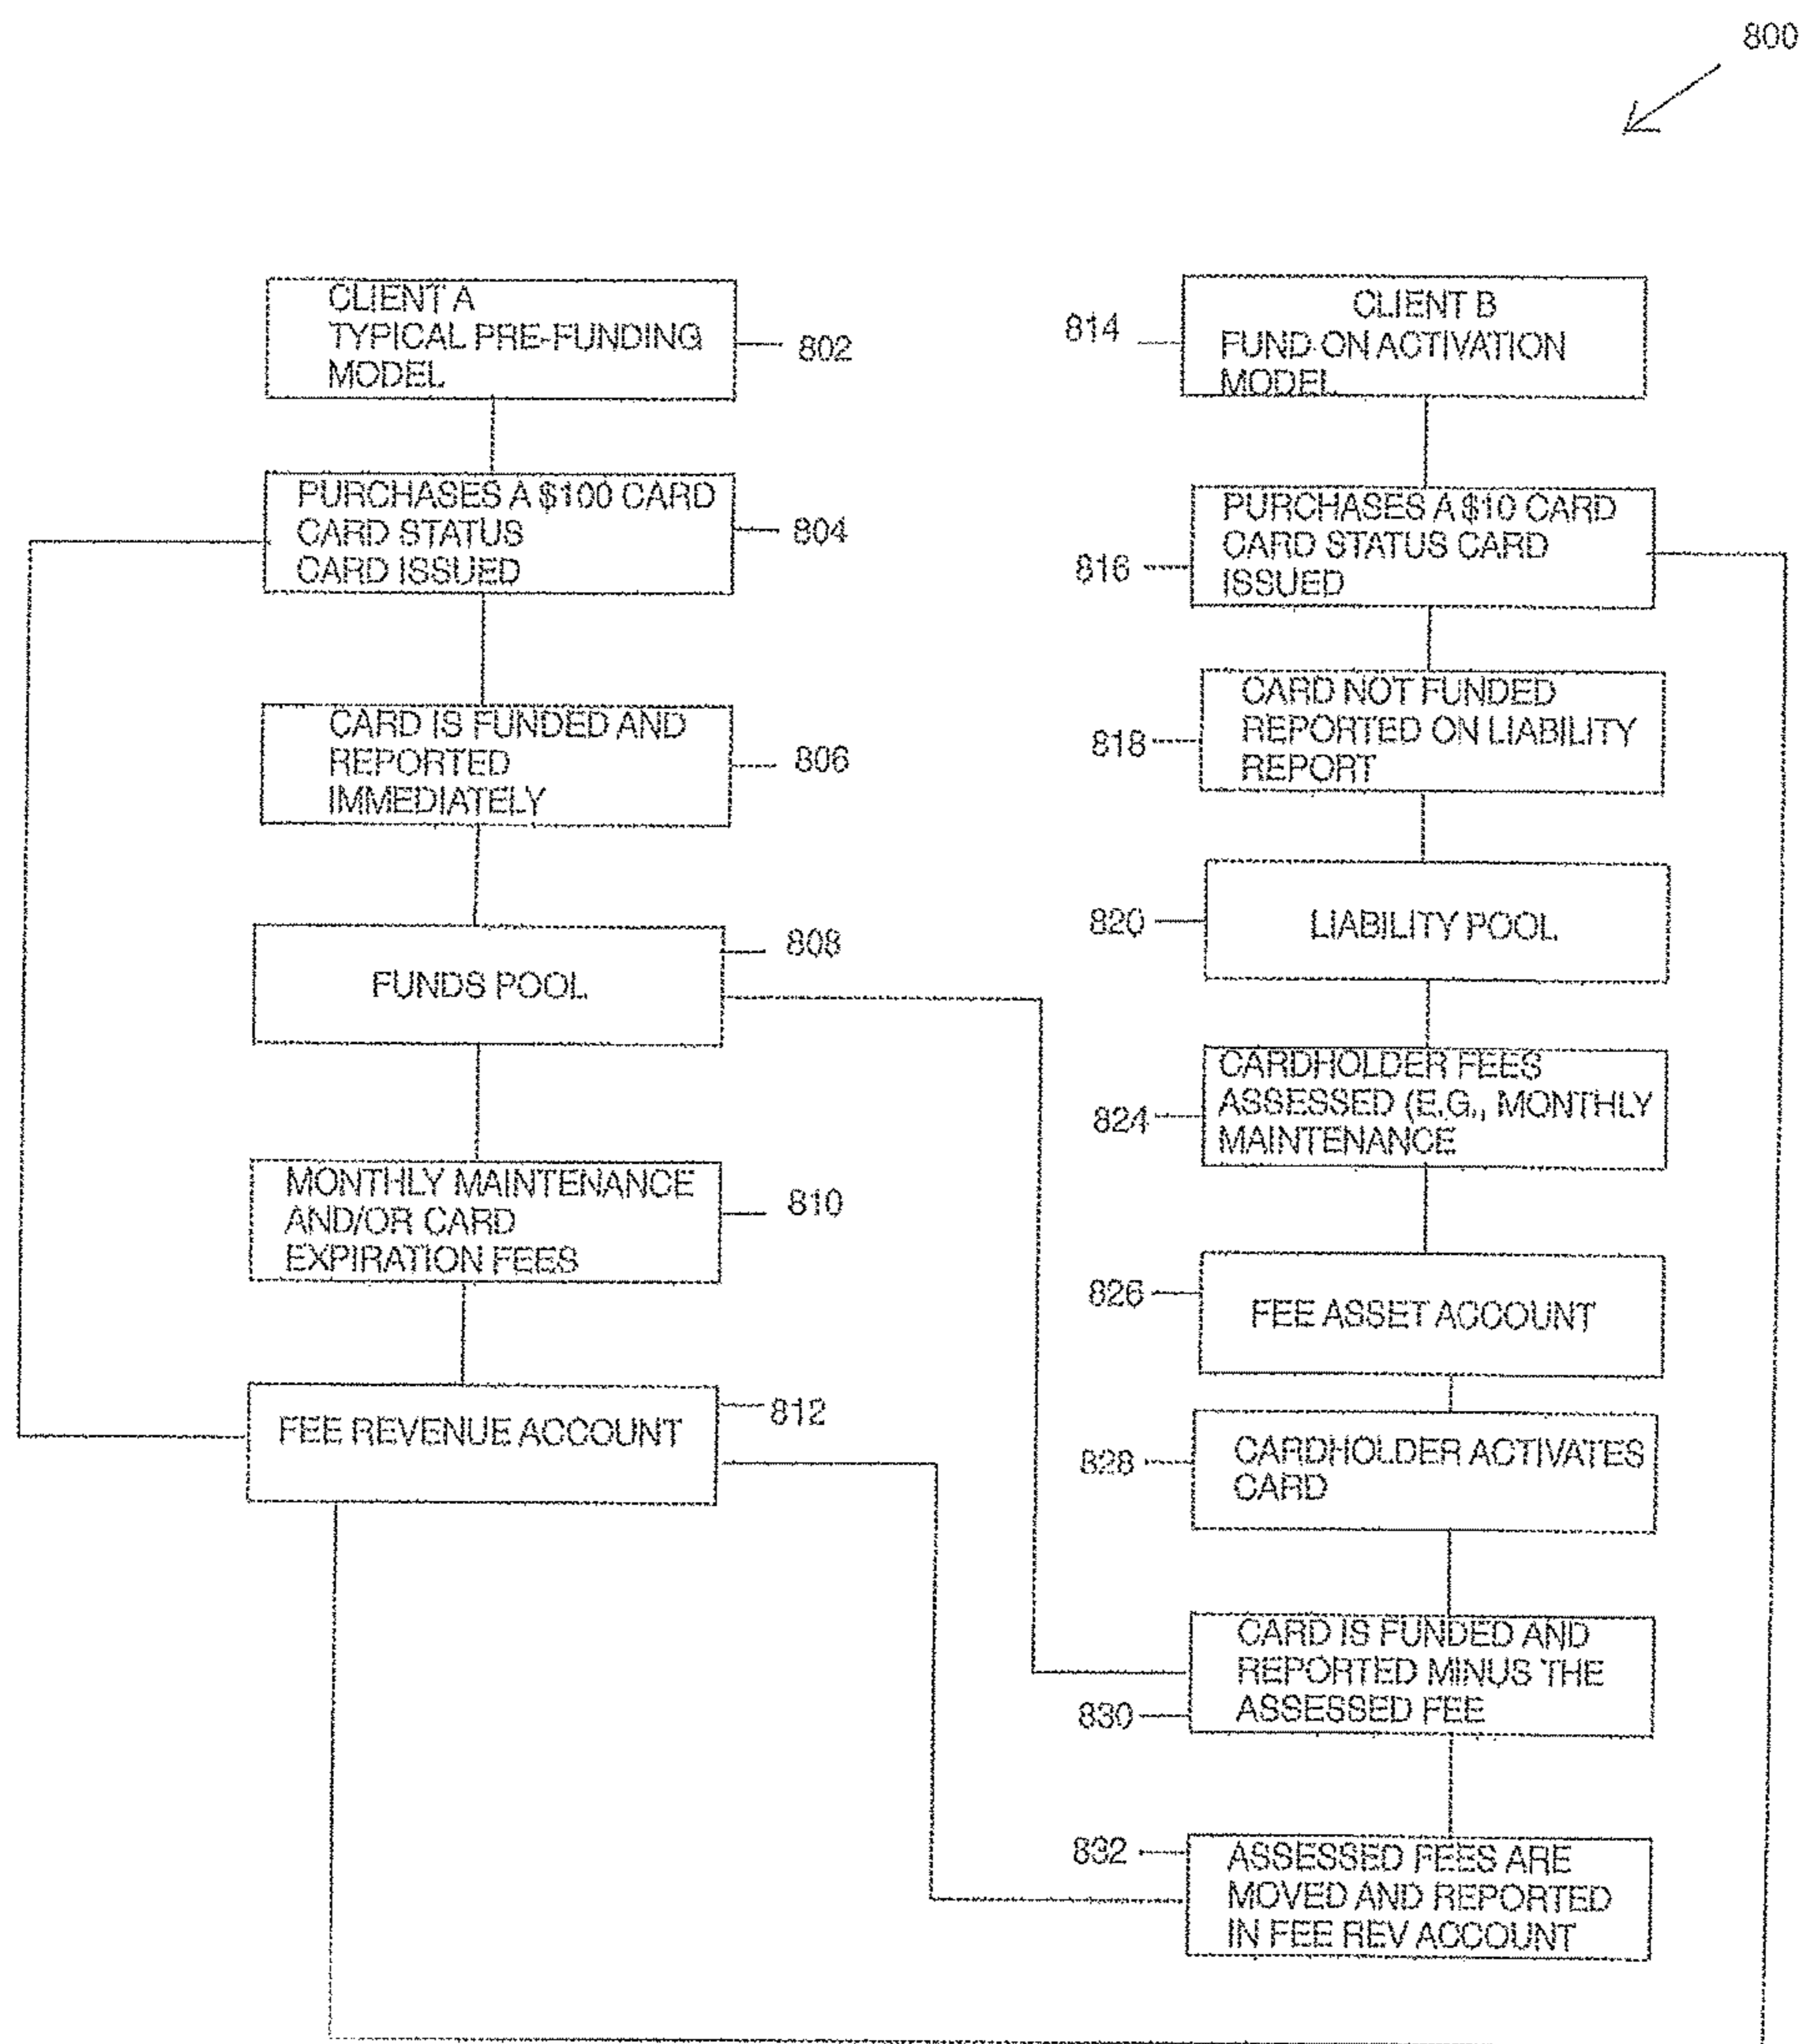 800
CLIENT A
TYPICAL PRE-FUNDING
MODEL
802
PURCHASES A $100 CARD
CARD STATUS
CARD ISSUED
804
CARD IS FUNDED AND
REPORTED
IMMEDIATELY
806
FUNDS POOL
808
MONTHLY MAINTENANCE
AND/OR CARD
EXPIRATION FEES
810
FEE REVENUE ACCOUNT
812
814
CLIENT B
FUND-ON ACTIVATION
MODEL
816
PURCHASES A $10 CARD
CARD STATUS CARD
ISSUED
818
CARD NOT FUNDED
REPORTED ON LIABILITY
REPORT
820
LIABILITY POOL
824
CARDHOLDER FEES
ASSESSED (E.G., MONTHLY
MAINTENANCE
826
FEE ASSET ACCOUNT
828
CARDHOLDER ACTIVATES
CARD
830
CARD IS FUNDED AND
REPORTED MINUS THE
ASSESSED FEE
832
ASSESSED FEES ARE
MOVED AND REPORTED
IN FEE REV ACCOUNT